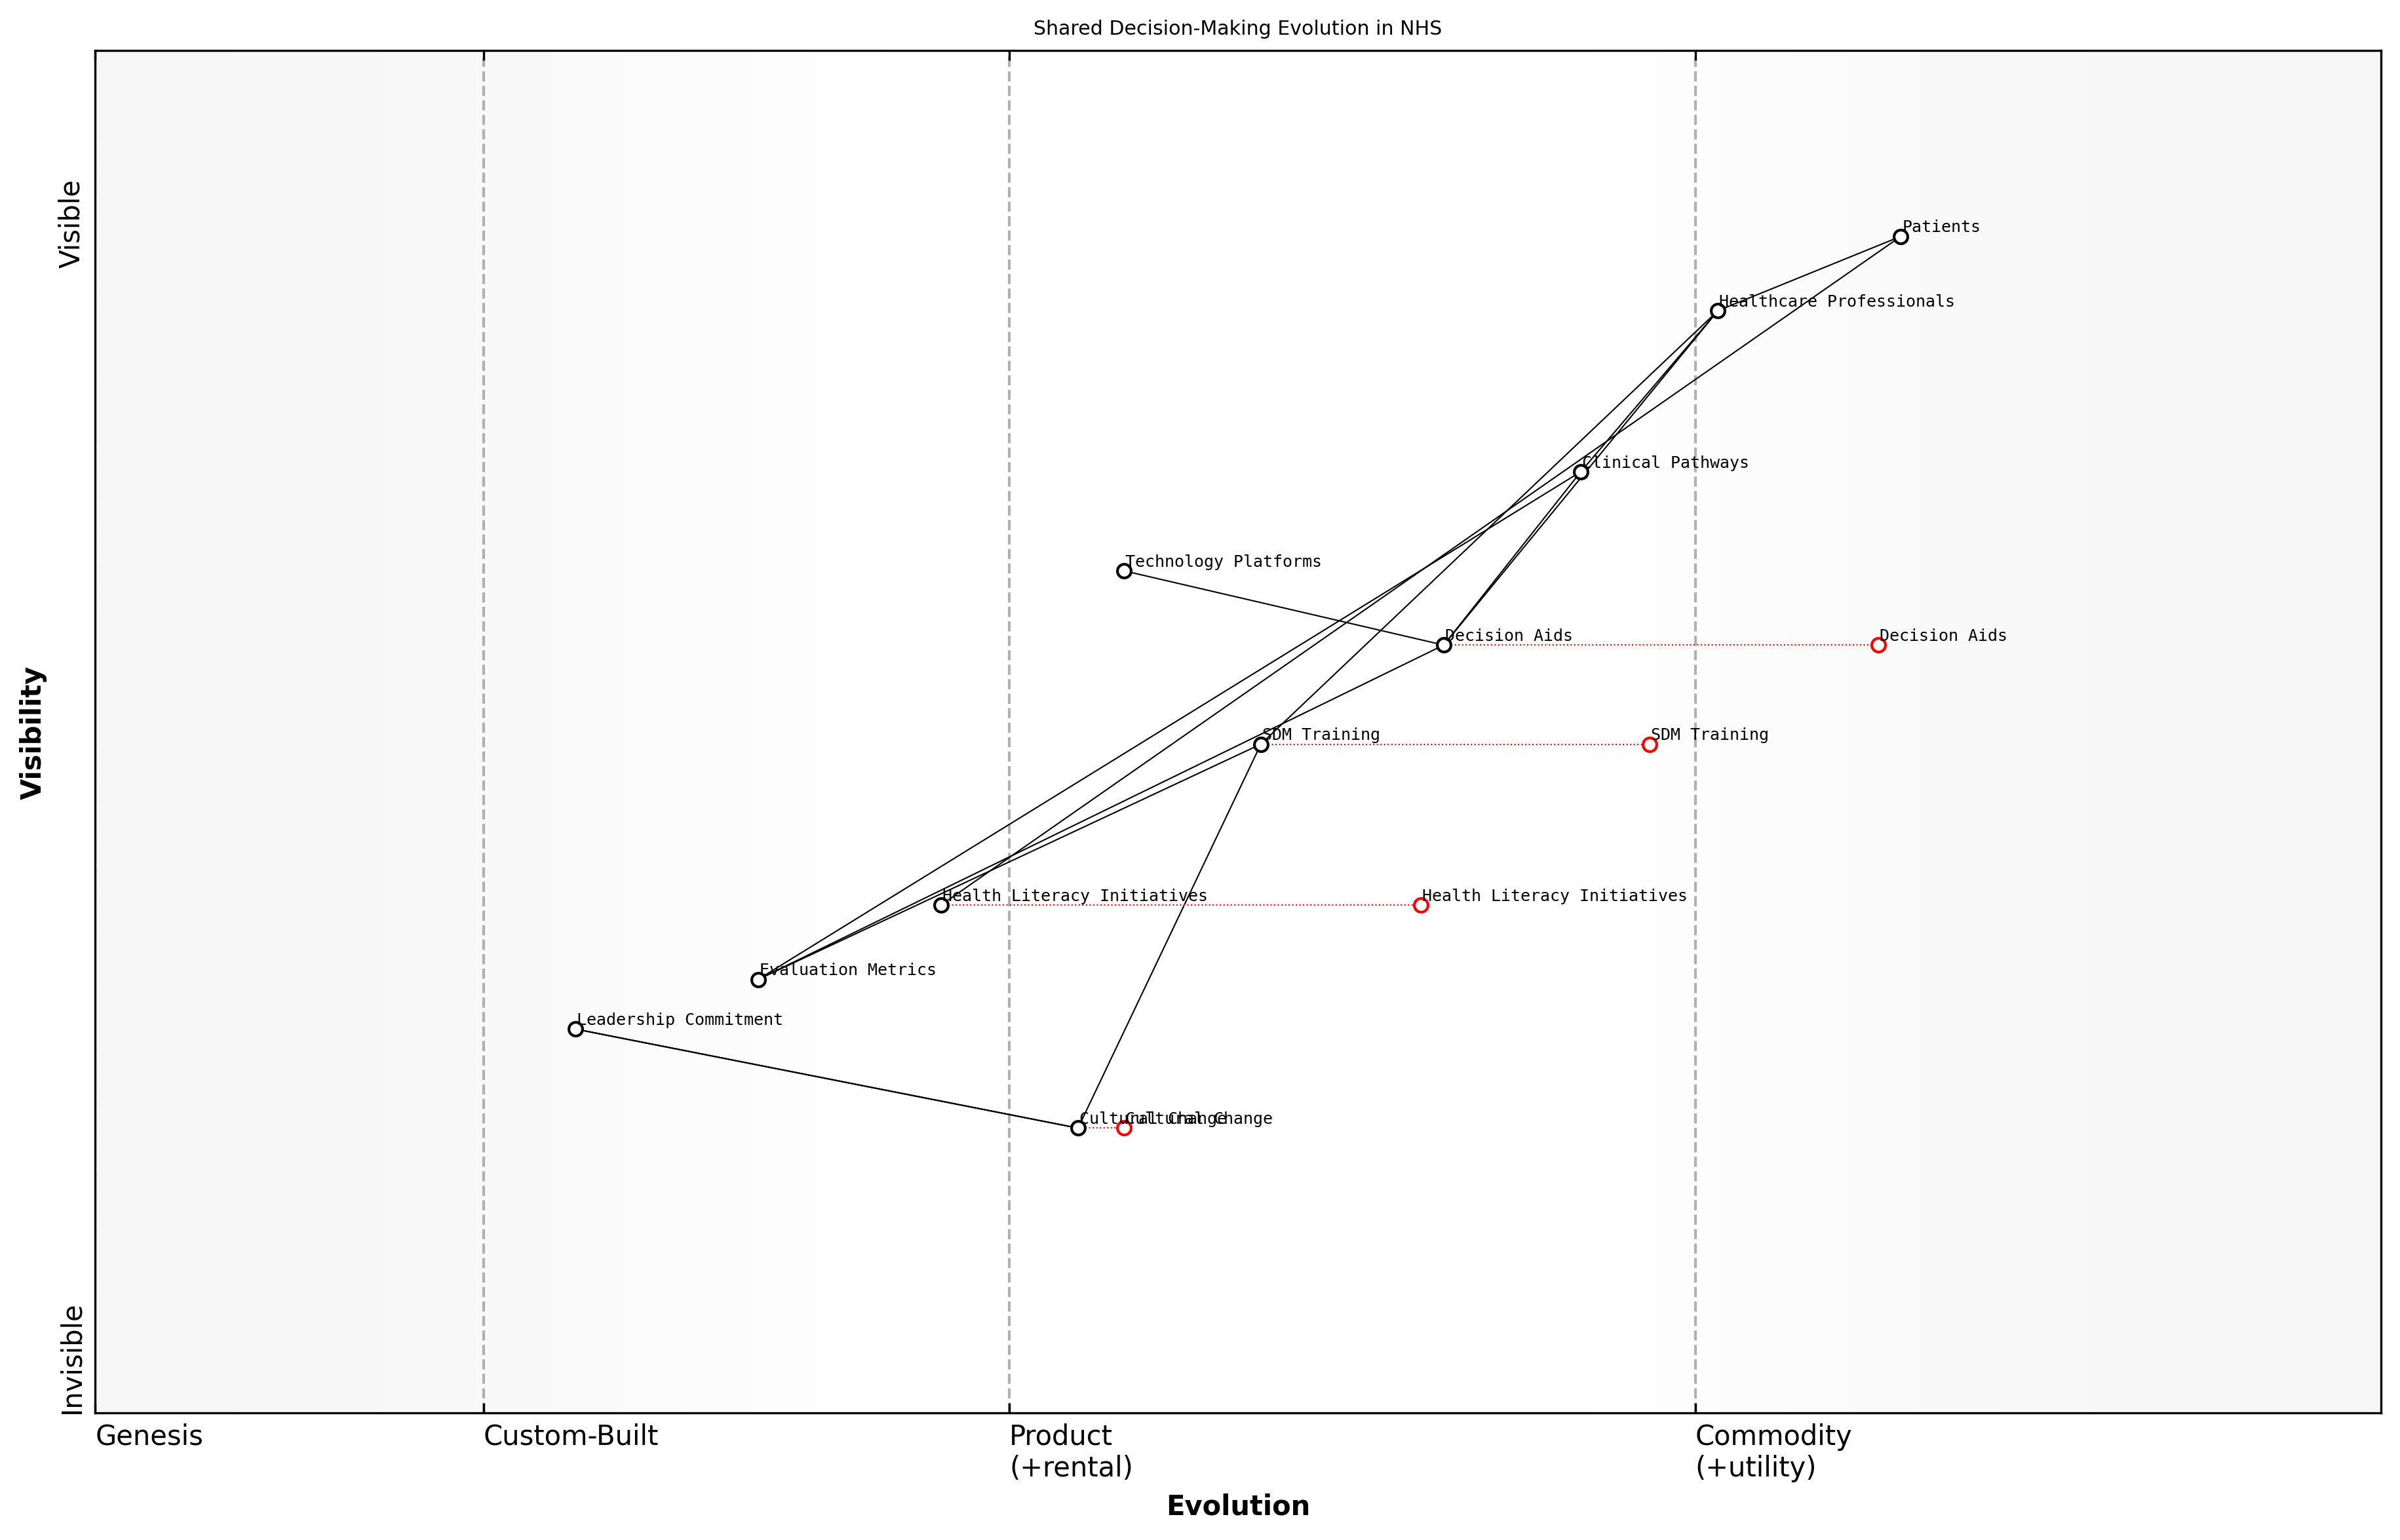 Shared Decision-Making Evolution in NHS
Visible
Visibility
Invisible
Patients
Healthcare Professionals
Clinical Pathways
Technology Platforms
Decision Aids
Decision Aids
SDM Training
SDM Training
Health Literacy Initiatives
Health Literacy Initiatives
Evaluation Metrics
Leadership Commitment
Cultural Change
Cultural Change
Genesis
Custom-Built
Product
(+rental)
Commodity
(+utility)
Evolution